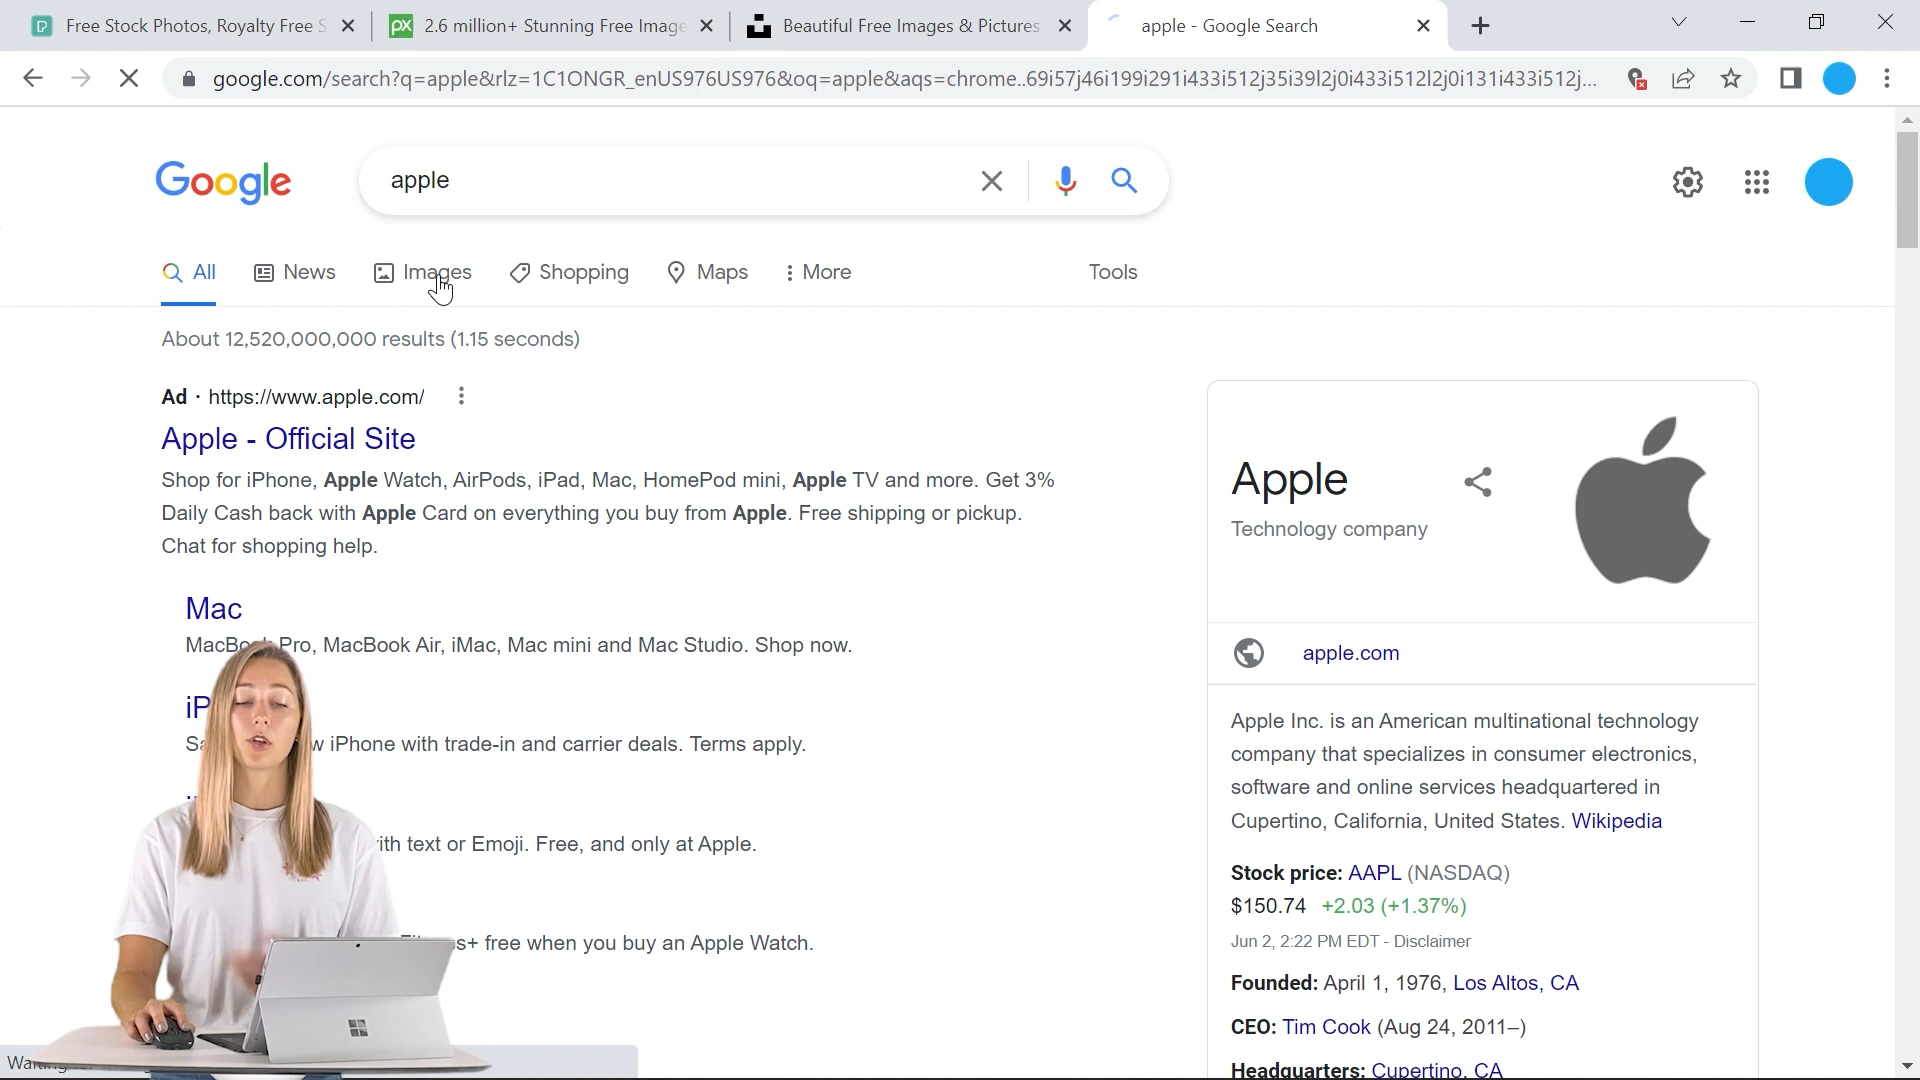 Free Stock Photos, Royalty Free S
2.6 million+ Stunning Free Image
Beautiful Free Images & Pictures
apple - Google Search
google.com/search?q=apple&rlz=1C1ONGR_enUS976US976&oq=apple&aqs=chrome..69i57j46i199i291i433i512j35i39l2j0i433i512l2j0i131i433i512j...
Google
apple
All
News
Images
Shopping
Maps
More
Tools
About 12,520,000,000 results (1.15 seconds)
Ad · https://www.apple.com/
Apple - Official Site
Shop for iPhone, Apple Watch, AirPods, iPad, Mac, HomePod mini, Apple TV and more. Get 3%
Daily Cash back with Apple Card on everything you buy from Apple. Free shipping or pickup.
Chat for shopping help.
Mac
Pro, MacBook Air, iMac, Mac mini and Mac Studio. Shop now.
iPhone with trade-in and carrier deals. Terms apply.
text or Emoji. Free, and only at Apple.
free when you buy an Apple Watch.
Apple
Technology company
apple.com
Apple Inc. is an American multinational technology
company that specializes in consumer electronics,
software and online services headquartered in
Cupertino, California, United States. Wikipedia
Stock price: AAPL (NASDAQ)
$150.74 +2.03 (+1.37%)
Jun 2, 2:22 PM EDT - Disclaimer
Founded: April 1, 1976, Los Altos, CA
CEO: Tim Cook (Aug 24, 2011–)
Headquarters: Cupertino, CA